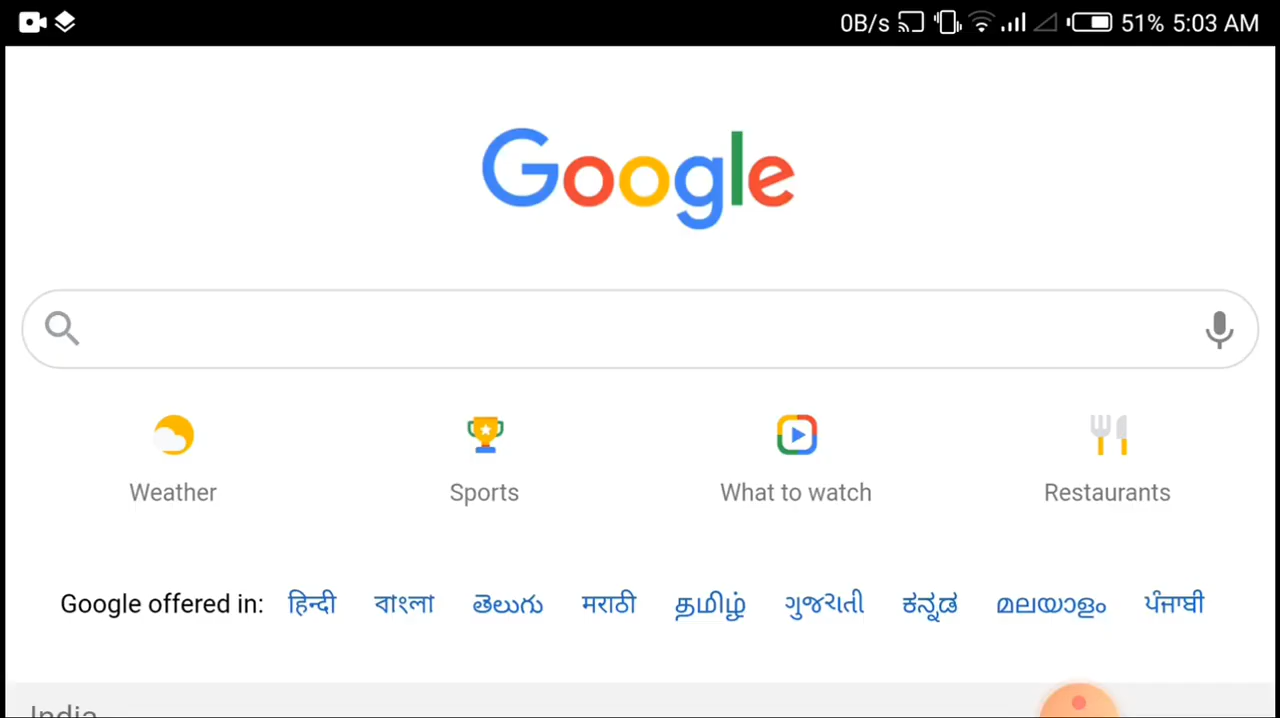 0B/s 51% 5:03 AM
Google
Weather Sports What to watch Restaurants
Google offered in: हिन्दी বাংলা తెలుగు मराठी தமிழ் ગુજરાતી ಕನ್ನಡ മലയാളം ਪੰਜਾਬੀ
India